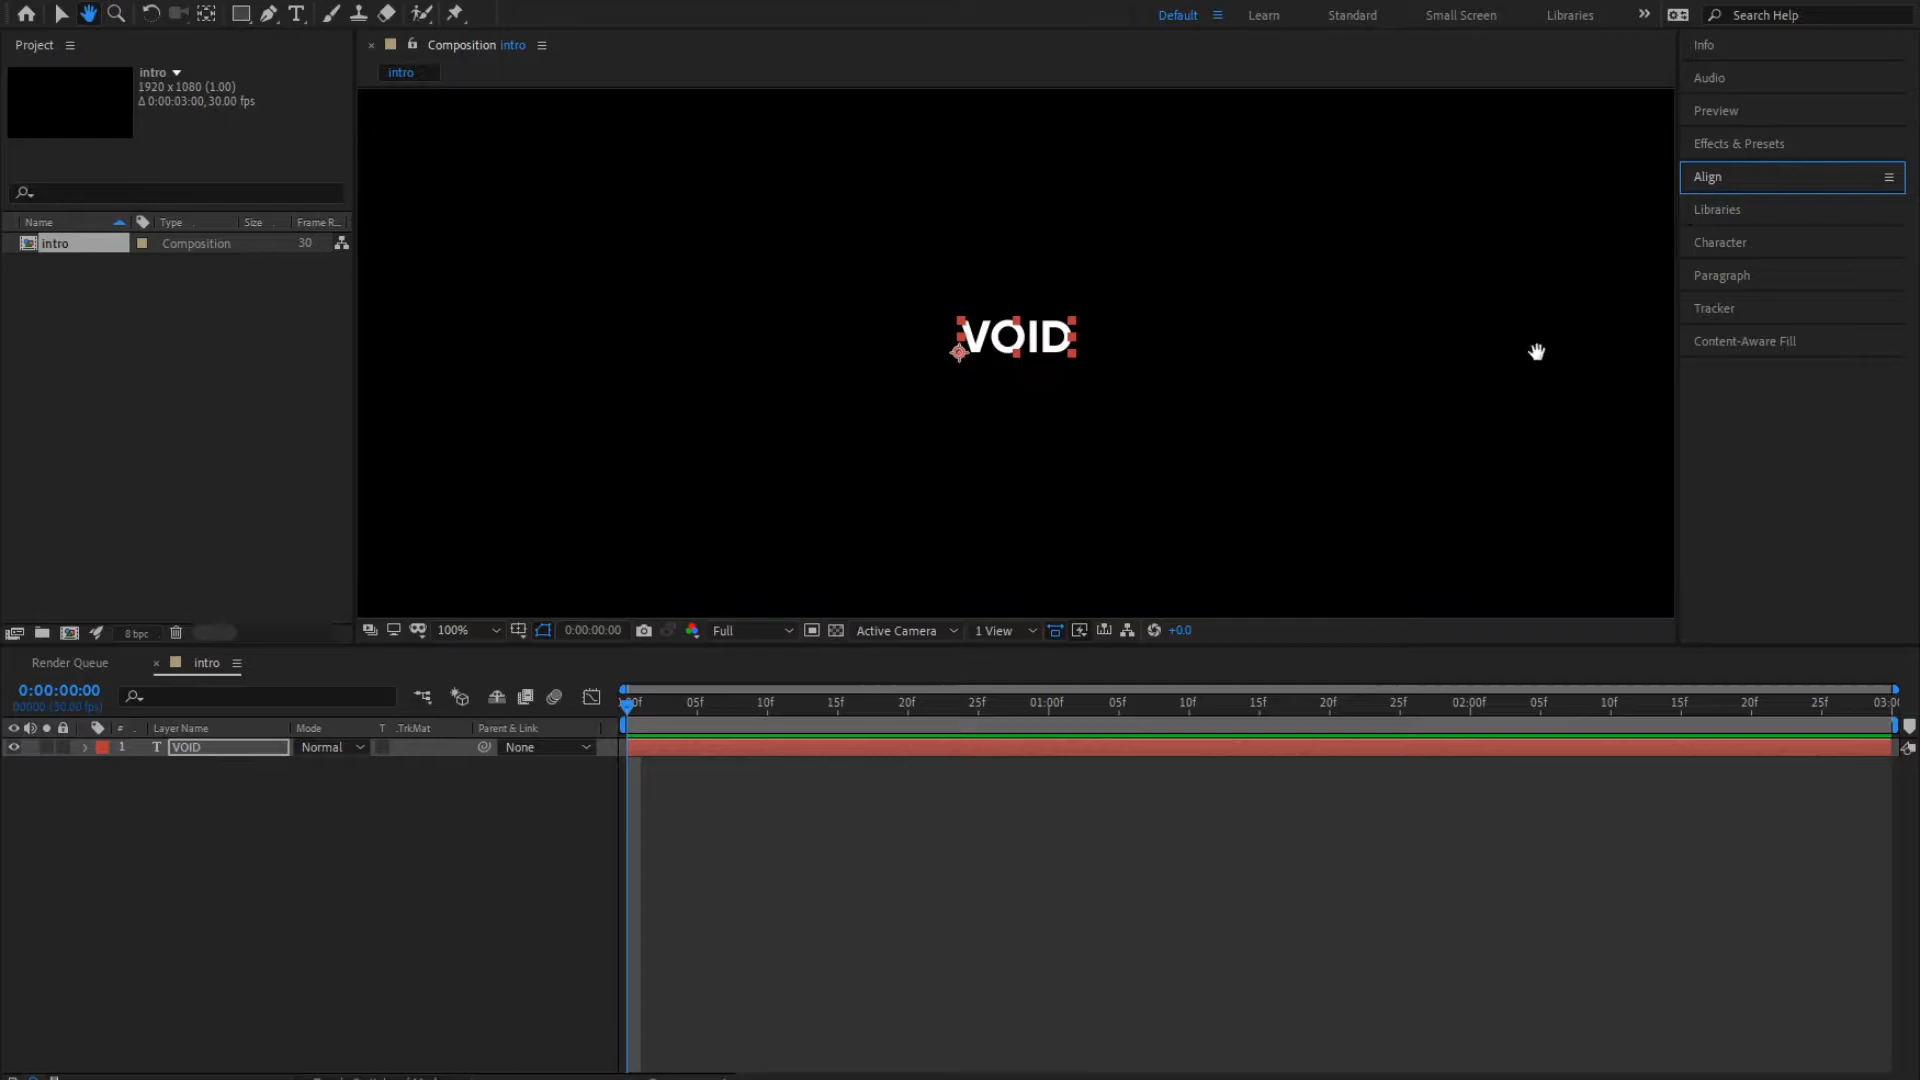 Default
Learn
Standard
Small Screen
Libraries
Search Help
Project
intro
1920 x 1080 (1.00)
Δ 0:00:03:00, 30.00 fps
Name
Type
Size
Frame R...
intro
Composition
30
Composition intro
intro
VOID
Info
Audio
Preview
Effects & Presets
Align
Libraries
Character
Paragraph
Tracker
Content-Aware Fill
8 bpc
100%
0:00:00:00
Full
Active Camera
1 View
+0.0
Render Queue
intro
0:00:00:00
00000 (30.00 fps)
05f
10f
15f
20f
25f
01:00f
05f
10f
15f
20f
25f
02:00f
05f
10f
15f
20f
25f
#
Layer Name
Mode
T
.TrkMat
Parent & Link
1
T
VOID
Normal
None